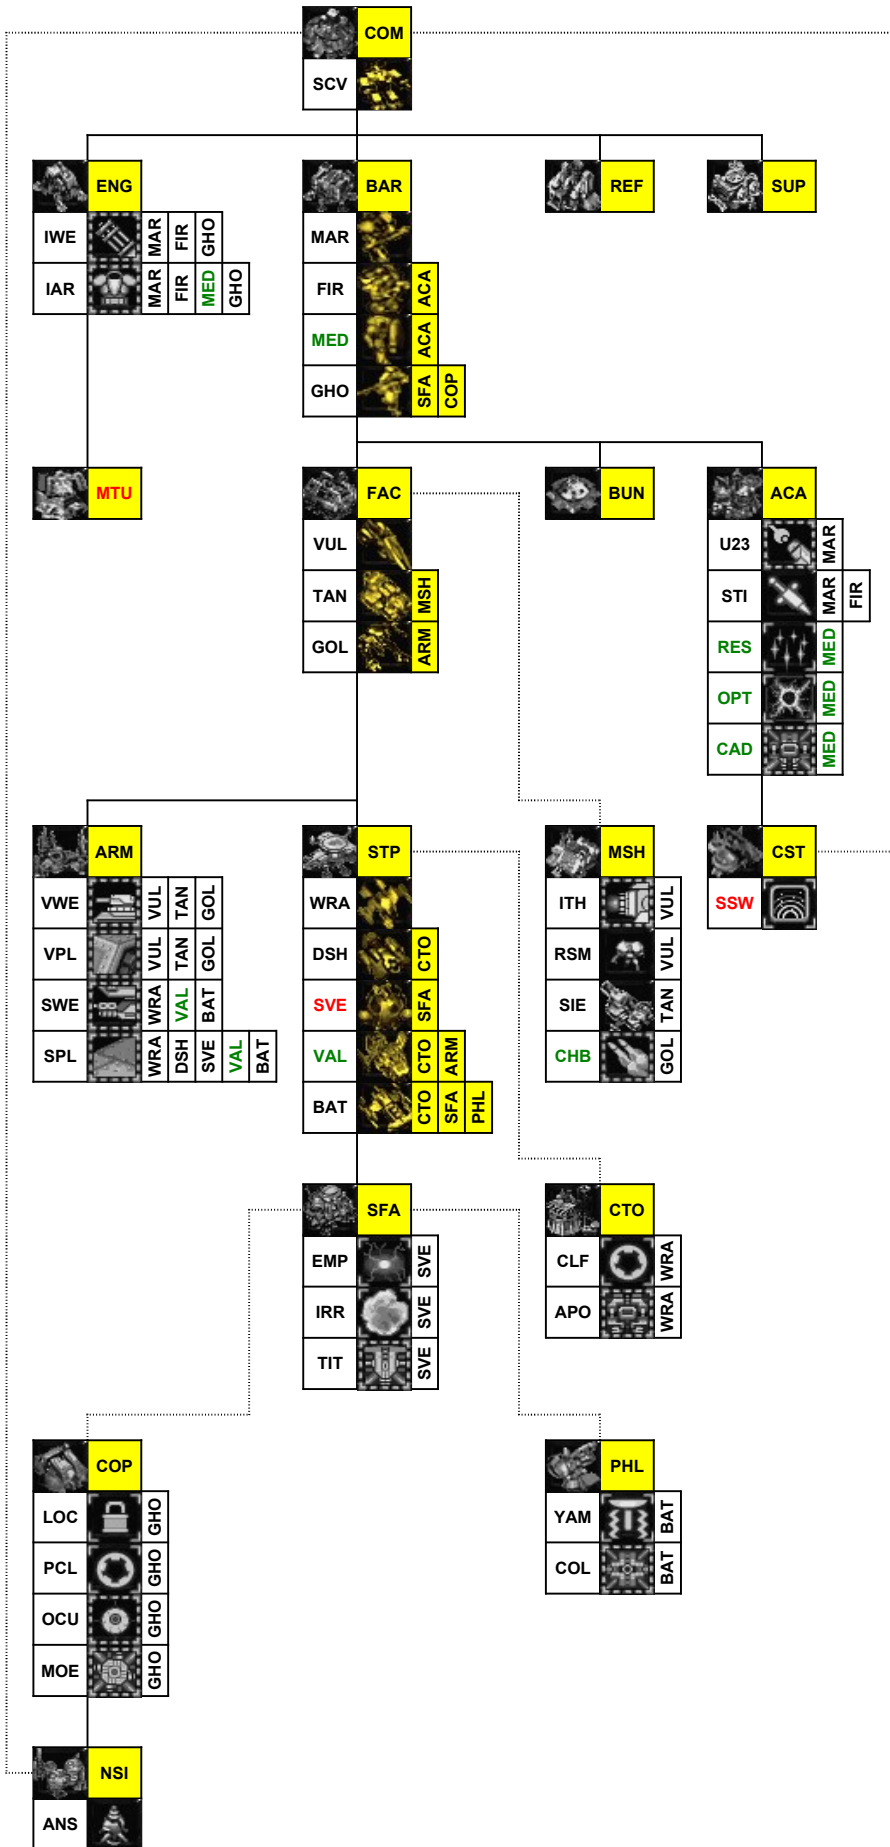 COM
SCV
ENG BAR REF SUP
IWE MAR FIR GHO MAR
IAR MAR FIR MED GHO FIR ACA
MED ACA
GHO SFA COP
MTU FAC BUN ACA
VUL U23 MAR
TAN MSH STI MAR FIR
GOL ARM RES MED
OPT MED
CAD MED
ARM STP MSH CST
VWE VUL TAN GOL WRA ITH VUL SSW
VPL VUL TAN GOL DSH CTO RSM VUL
SWE WRA VAL BAT SVE SFA SIE TAN
SPL WRA DSH SVE VAL BAT VAL CTO ARM CHB GOL
BAT CTO SFA PHL
SFA CTO
EMP SVE CLF WRA
IRR SVE APO WRA
TIT SVE
COP PHL
LOC GHO YAM BAT
PCL GHO COL BAT
OCU GHO
MOE GHO
NSI
ANS